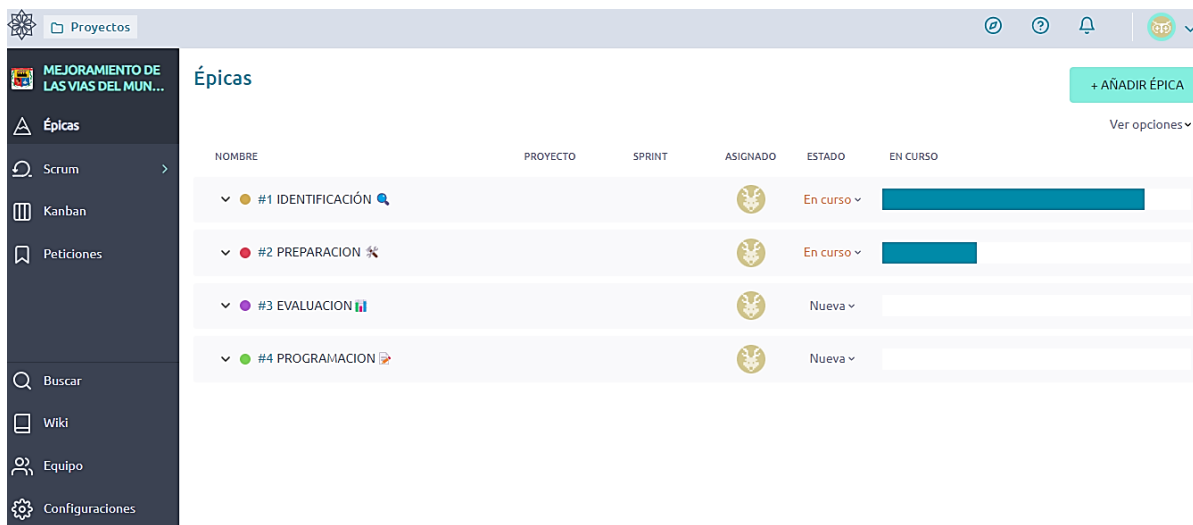 Proyectos
MEJORAMIENTO DE
LAS VIAS DEL MUN...
Épicas
Scrum
Kanban
Peticiones
Buscar
Wiki
Equipo
Configuraciones
Épicas
+ AÑADIR ÉPICA
Ver opciones
NOMBRE PROYECTO SPRINT ASIGNADO ESTADO EN CURSO
#1 IDENTIFICACIÓN En curso
#2 PREPARACION En curso
#3 EVALUACION Nueva
#4 PROGRAMACION Nueva